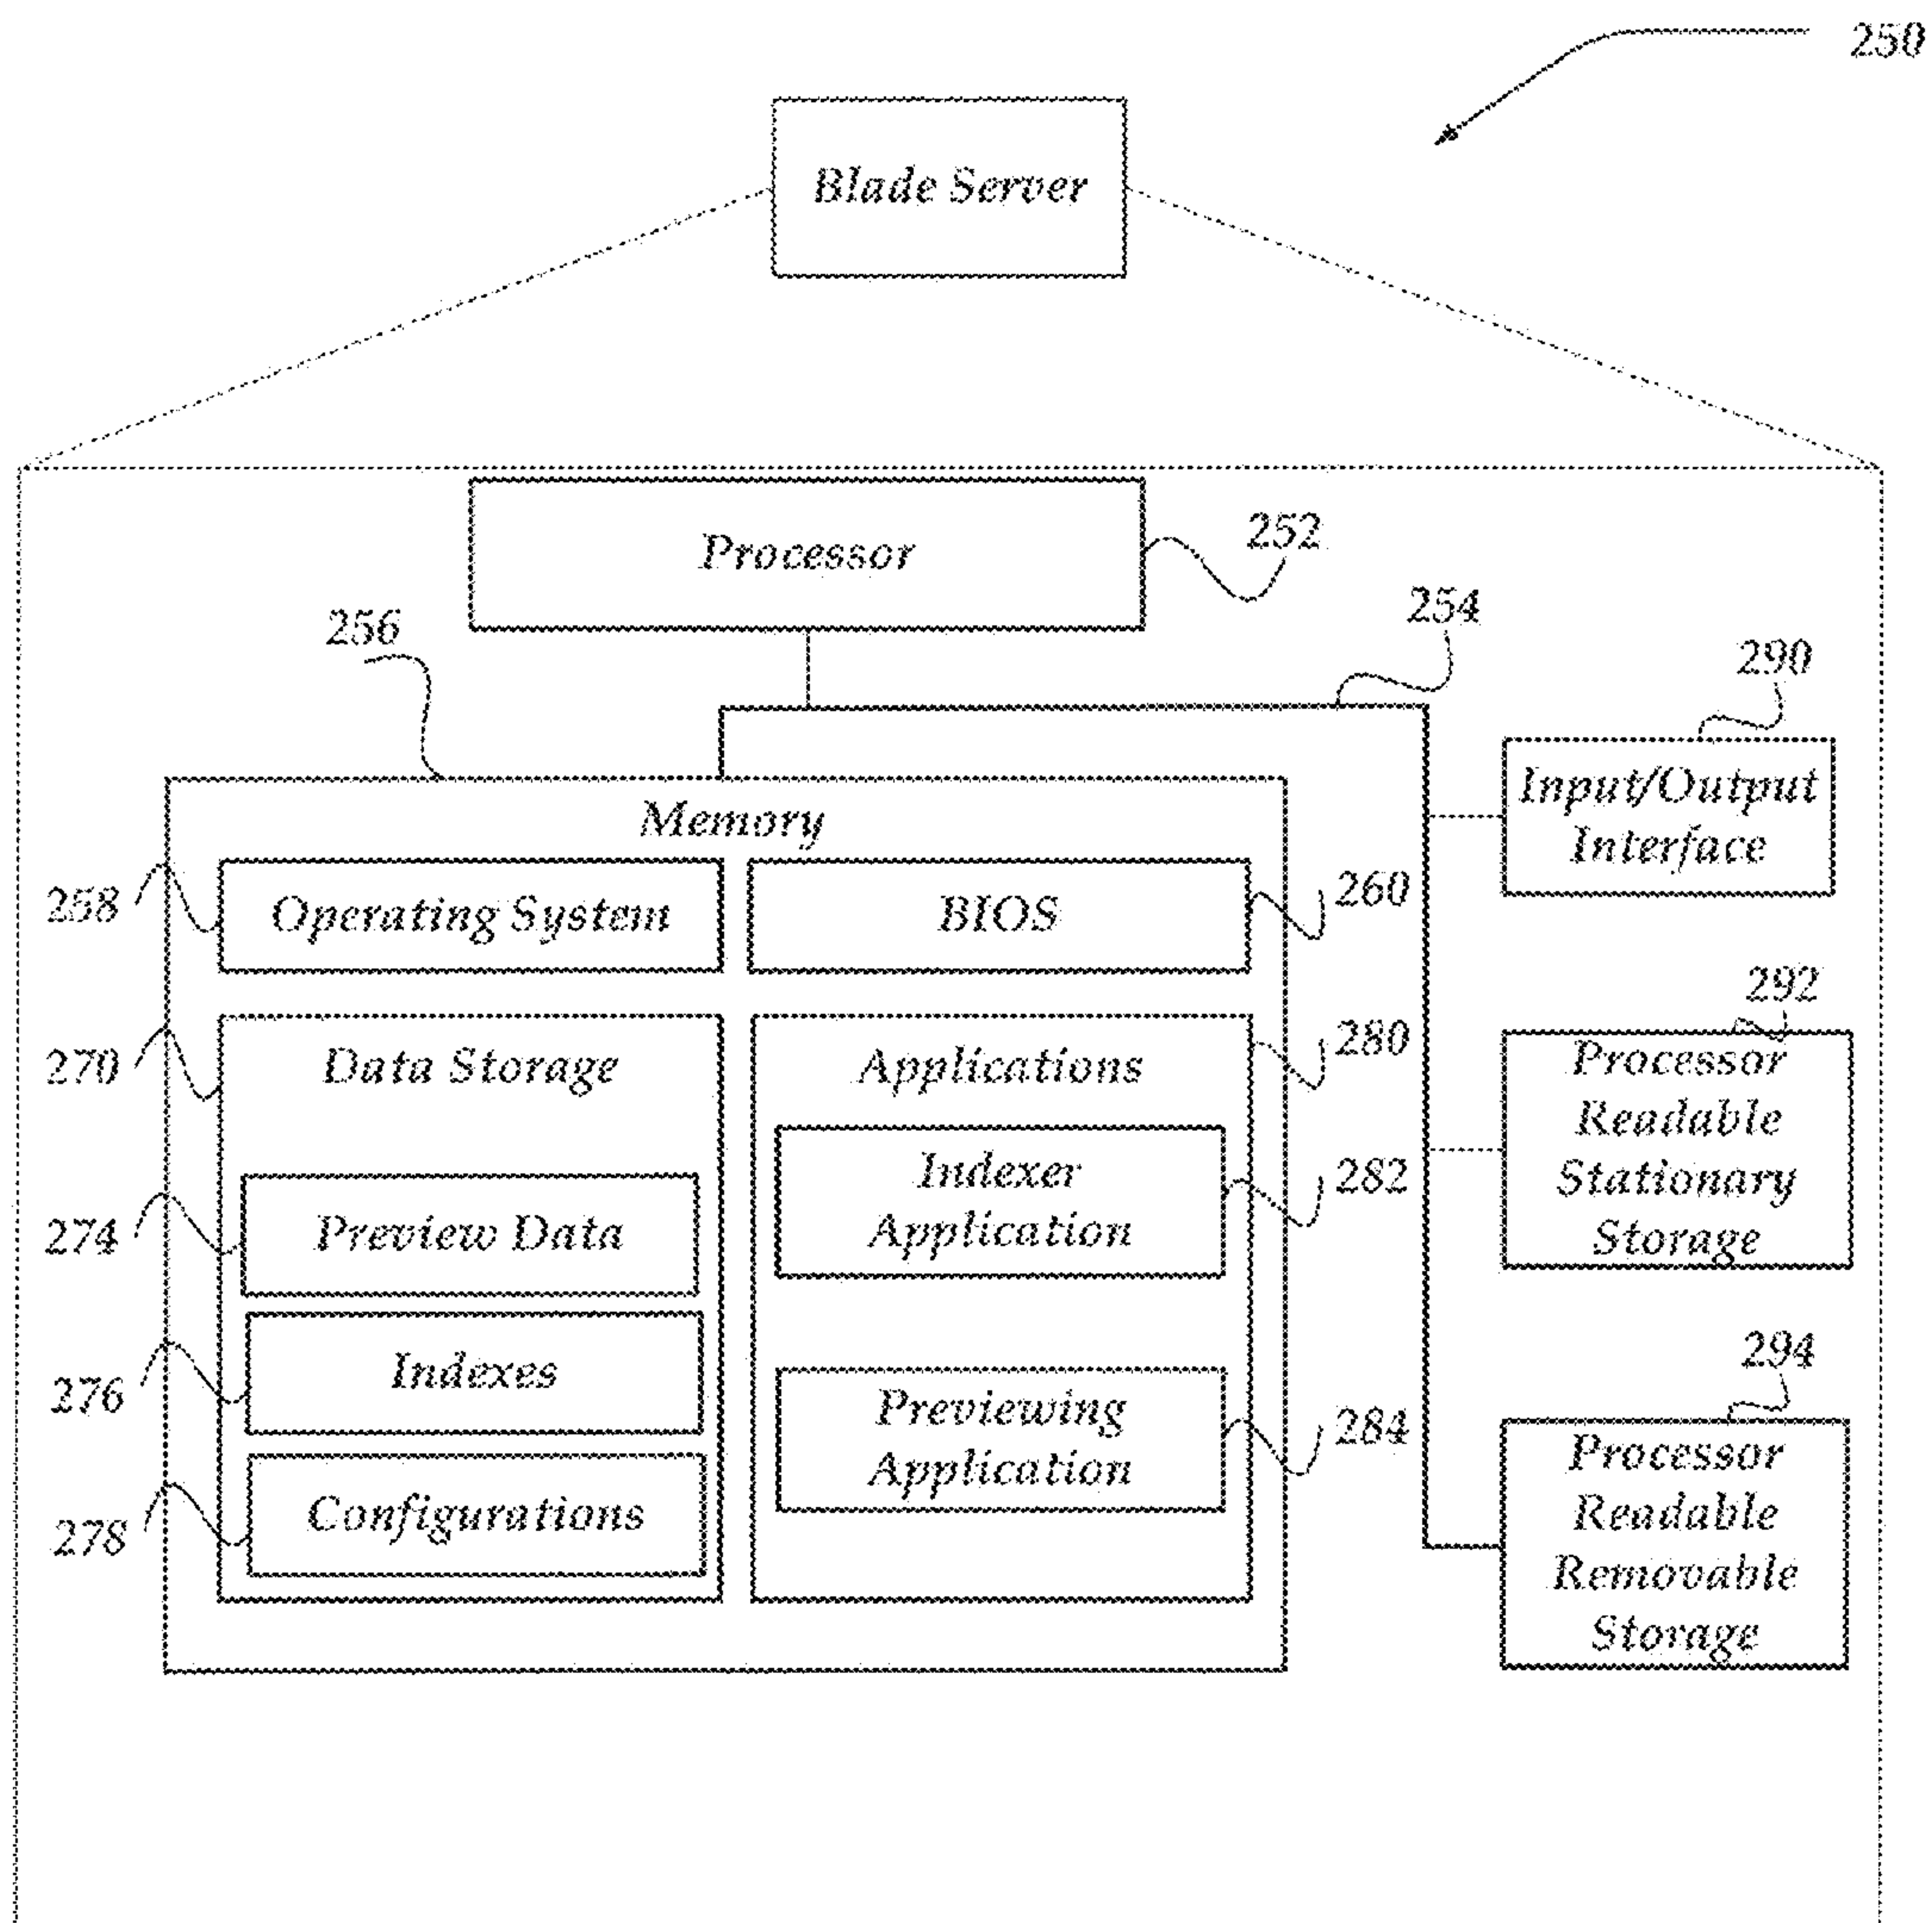 250
Blade Server
Processor
252
254
256
290
Input/Output
Interface
Memory
258
Operating System
BIOS
260
292
Processor
Readable
Stationary
Storage
270
Data Storage
Applications
280
Indexer
Application
282
274
Preview Data
276
Indexes
Previewing
Application
284
278
Configurations
294
Processor
Readable
Removable
Storage